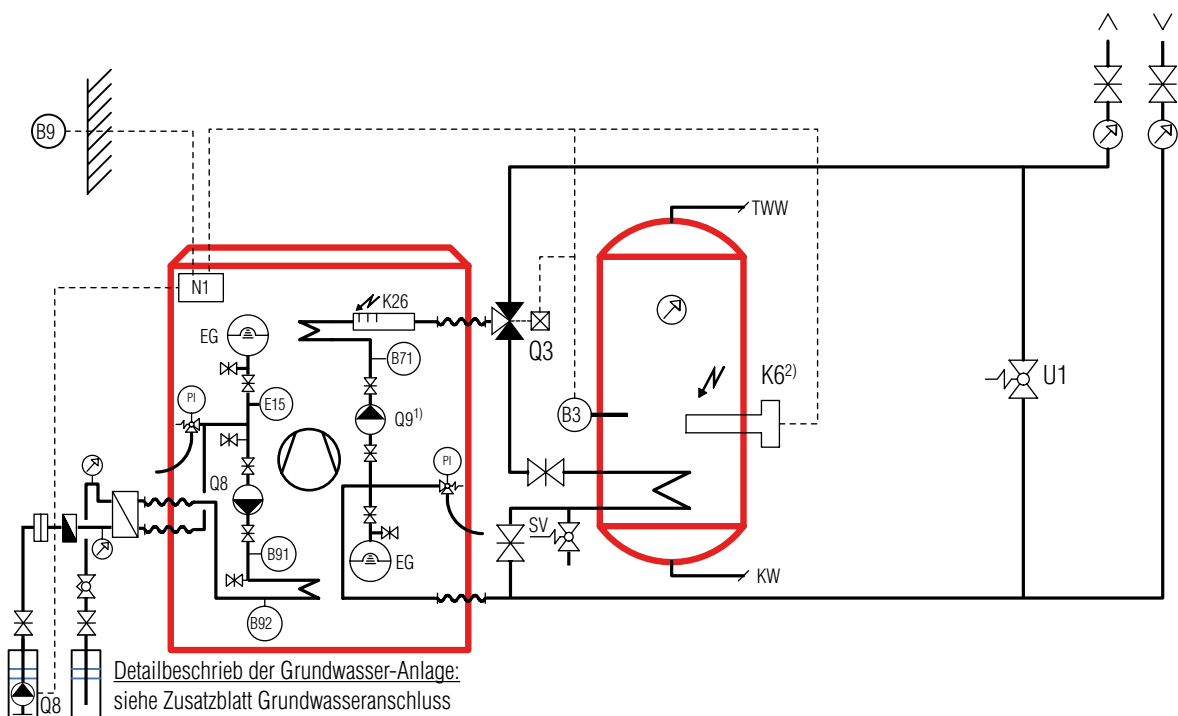 B9
TWW
N1
K26
EG
Q3
B71
K6²⁾
U1
PI
E15
B3
Q9¹⁾
PI
Q8
SV
B91
EG
KW
B92
Detailbeschrieb der Grundwasser-Anlage:
Q8
siehe Zusatzblatt Grundwasseranschluss